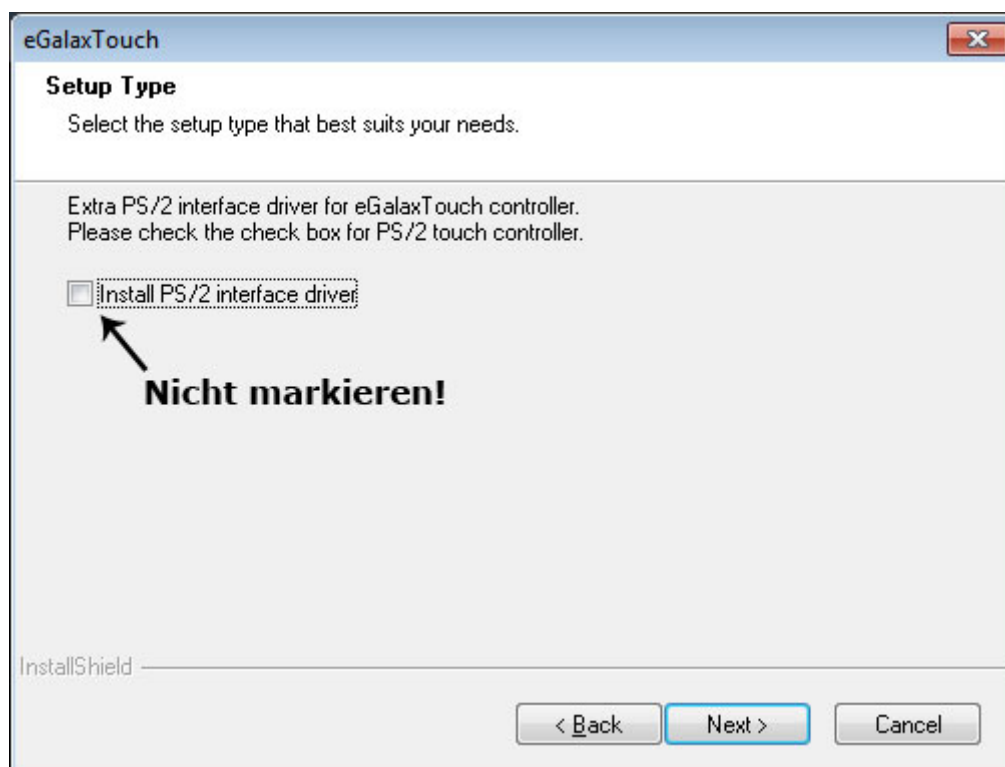 eGalaxTouch
Setup Type
Select the setup type that best suits your needs.
Extra PS/2 interface driver for eGalaxTouch controller.
Please check the check box for PS/2 touch controller.
Install PS/2 interface driver
Nicht markieren!
InstallShield
< Back
Next >
Cancel